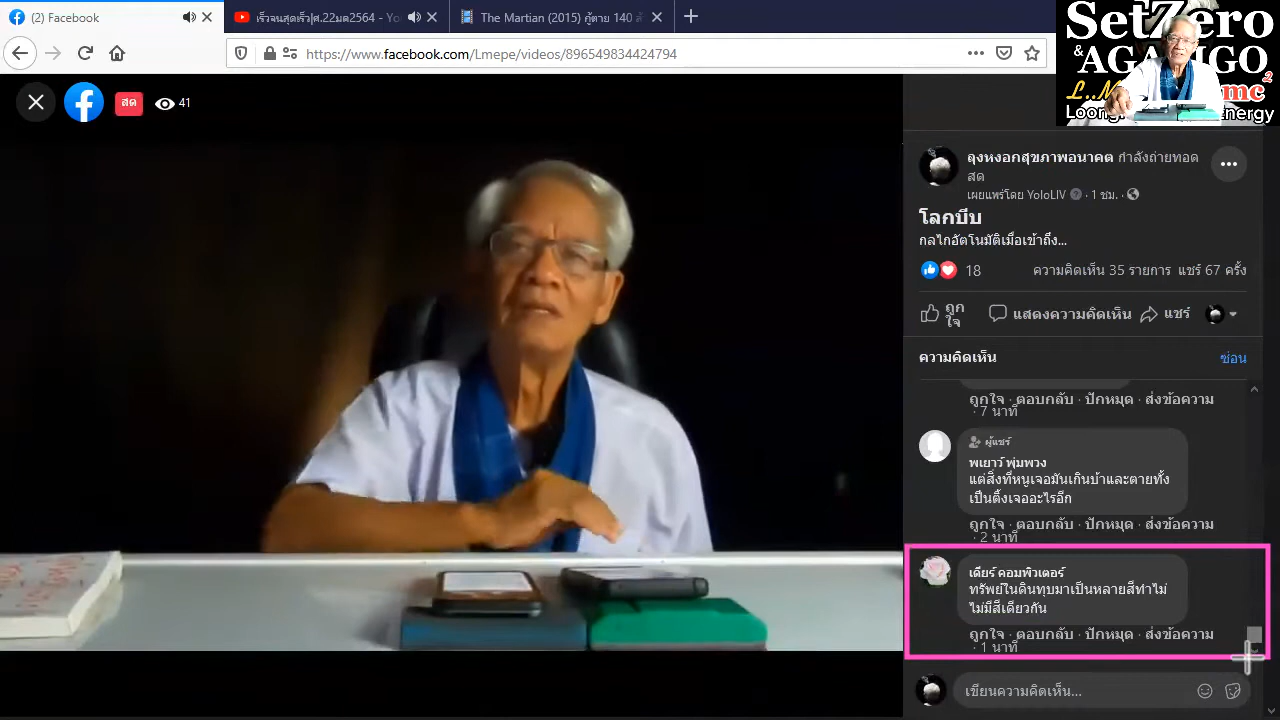 (2) Facebook
เร็วจนสุดเร็ว|ศ.22มค2564 - Yo
The Martian (2015) กู้ตาย 140 ล้
https://www.facebook.com/Lmepe/videos/896549834424794
SetZero
&
Energy
สด
41
ลุงหงอกสุขภาพอนาคต กำลังถ่ายทอด
สด
เผยแพร่โดย YoloLIV · 1 ชม. ·
โลกบีบ
กลไกอัตโนมัติเมื่อเข้าถึง...
18 ความคิดเห็น 35 รายการ แชร์ 67 ครั้ง
ถูกใจ แสดงความคิดเห็น แชร์
ความคิดเห็น ซ่อน
ถูกใจ · ตอบกลับ · ปักหมุด · ส่งข้อความ
· 7 นาที
ผู้แชร์
พเยาว์ พุ่มพวง
แต่สิ่งที่หนูเจอมันเกินบ้าและตายทั้ง
เป็นติ้งเจออะไรอีก
ถูกใจ · ตอบกลับ · ปักหมุด · ส่งข้อความ
· 2 นาที
เดียร์ คอมพิวเตอร์
ทรัพย์ในดินทุบมาเป็นหลายสีทำไม่
ไม่มีสีเดียวกัน
ถูกใจ · ตอบกลับ · ปักหมุด · ส่งข้อความ
· 1 นาที
เขียนความคิดเห็น...